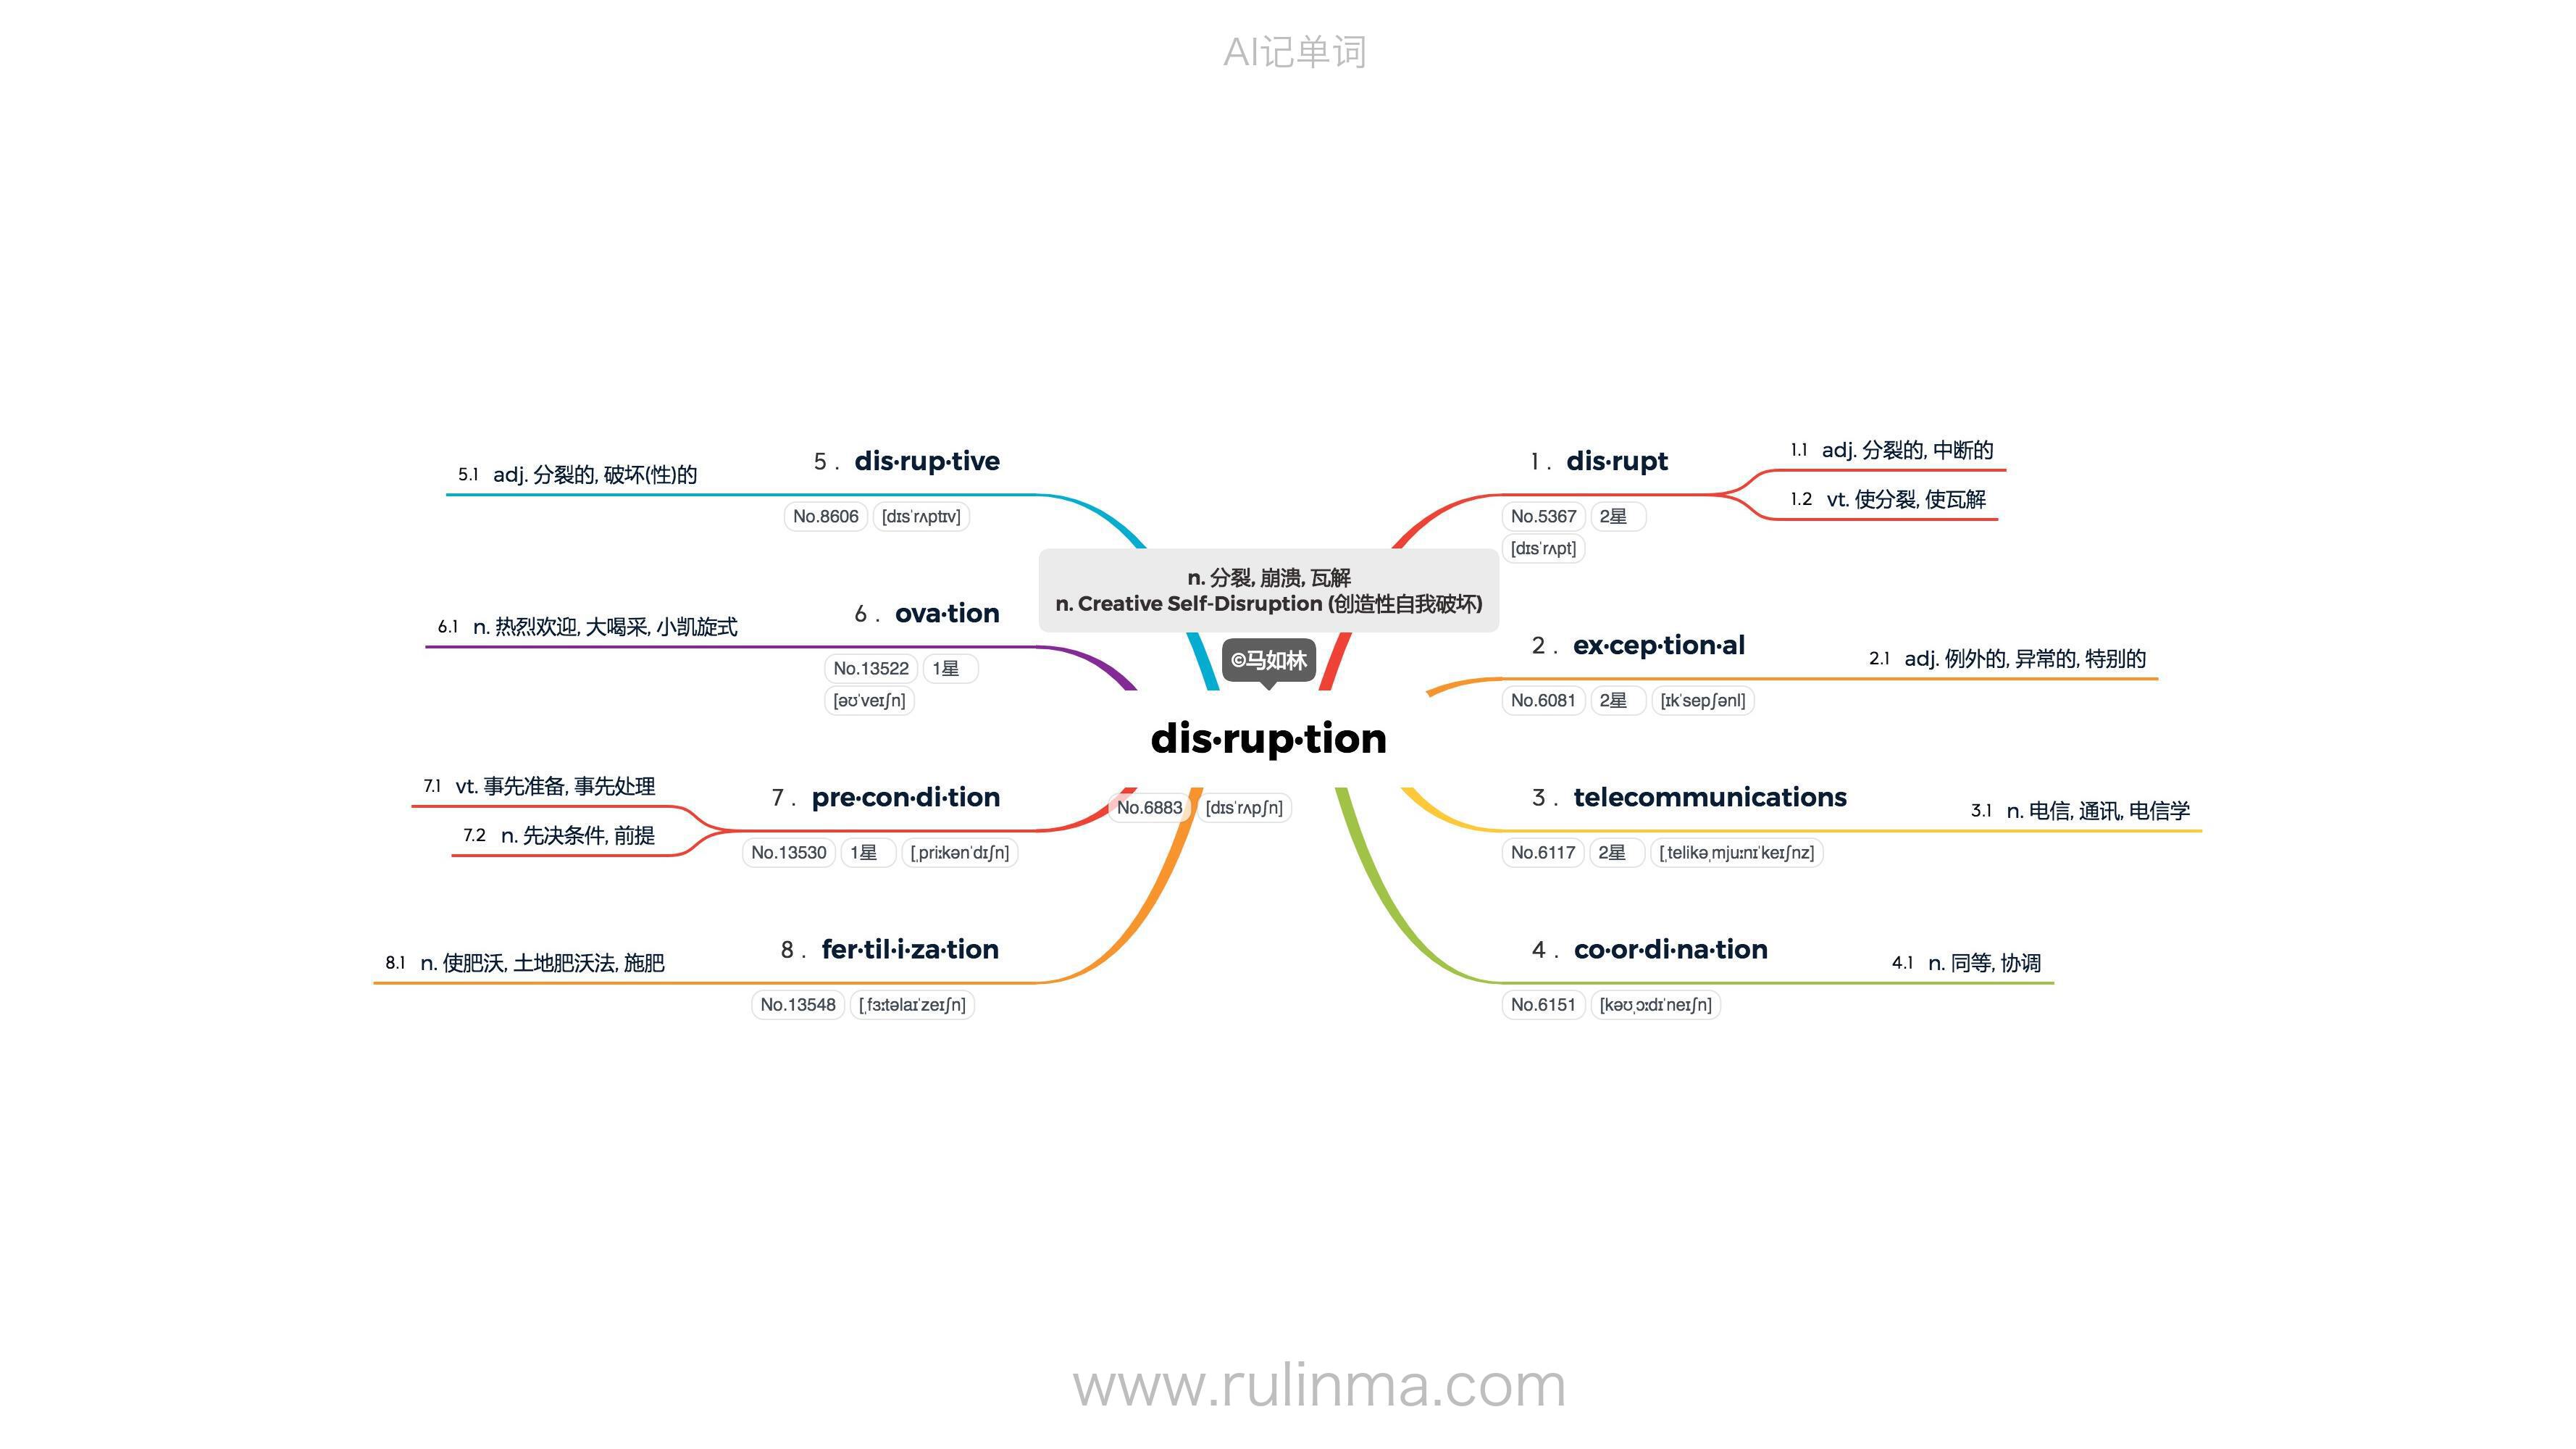 AI记单词
n. 分裂, 崩溃, 瓦解
n. Creative Self-Disruption (创造性自我破坏)
©马如林
dis·rup·tion
No.6883 [dɪsˈrʌpʃn]
1 . dis·rupt
No.5367 2星
[dɪsˈrʌpt]
1.1 adj. 分裂的, 中断的
1.2 vt. 使分裂, 使瓦解
2 . ex·cep·tion·al
No.6081 2星 [ɪkˈsepʃənl]
2.1 adj. 例外的, 异常的, 特别的
3 . telecommunications
No.6117 2星 [ˌtelikəˌmjuːnɪˈkeɪʃnz]
3.1 n. 电信, 通讯, 电信学
4 . co·or·di·na·tion
No.6151 [kəʊˌɔːdɪˈneɪʃn]
4.1 n. 同等, 协调
5 . dis·rup·tive
No.8606 [dɪsˈrʌptɪv]
5.1 adj. 分裂的, 破坏(性)的
6 . ova·tion
No.13522 1星
[əʊˈveɪʃn]
6.1 n. 热烈欢迎, 大喝采, 小凯旋式
7 . pre·con·di·tion
No.13530 1星 [ˌpriːkənˈdɪʃn]
7.1 vt. 事先准备, 事先处理
7.2 n. 先决条件, 前提
8 . fer·til·i·za·tion
No.13548 [ˌfɜːtəlaɪˈzeɪʃn]
8.1 n. 使肥沃, 土地肥沃法, 施肥
www.rulinma.com